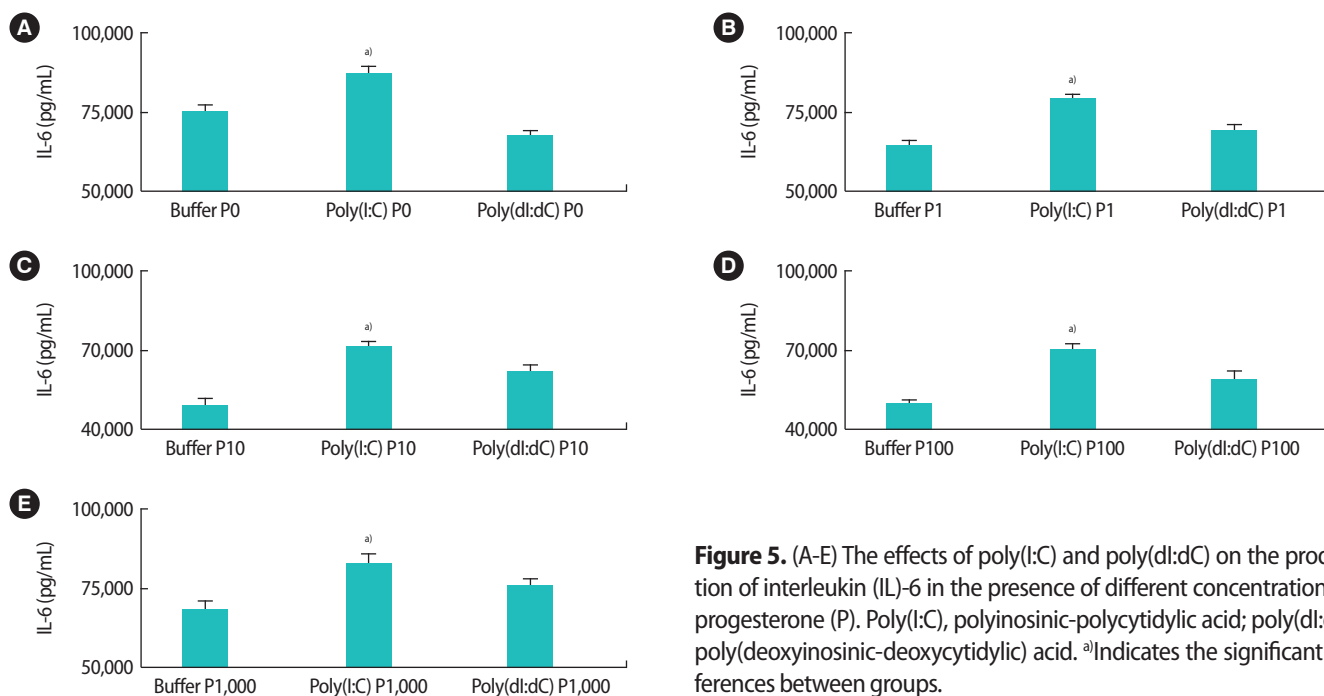 A
100,000
75,000
50,000
IL-6 (pg/mL)
a)
Buffer P0 Poly(I:C) P0 Poly(dI:dC) P0
B
100,000
75,000
50,000
IL-6 (pg/mL)
a)
Buffer P1 Poly(I:C) P1 Poly(dI:dC) P1
C
100,000
70,000
40,000
IL-6 (pg/mL)
a)
Buffer P10 Poly(I:C) P10 Poly(dI:dC) P10
D
100,000
70,000
40,000
IL-6 (pg/mL)
a)
Buffer P100 Poly(I:C) P100 Poly(dI:dC) P100
E
100,000
75,000
50,000
IL-6 (pg/mL)
a)
Buffer P1,000 Poly(I:C) P1,000 Poly(dI:dC) P1,000
Figure 5. (A-E) The effects of poly(I:C) and poly(dI:dC) on the produc
tion of interleukin (IL)-6 in the presence of different concentration
progesterone (P). Poly(I:C), polyinosinic-polycytidylic acid; poly(dI:
poly(deoxyinosinic-deoxycytidylic) acid. a)Indicates the significant
ferences between groups.